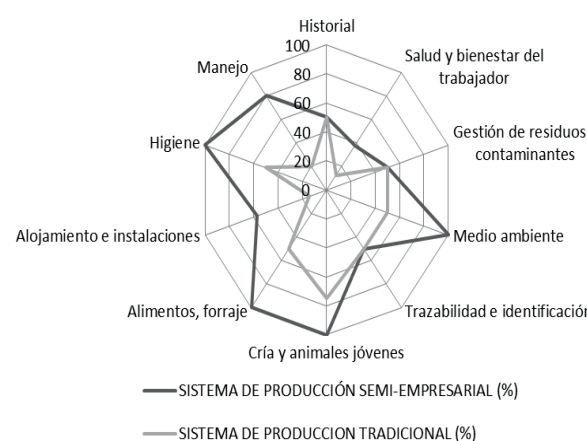 Historial
Salud y bienestar del
trabajador
Gestión de residuos
contaminantes
Medio ambiente
Trazabilidad e identificación
Cría y animales jóvenes
Alimentos, forraje
Alojamiento e instalaciones
Higiene
Manejo
100
80
60
40
20
0
SISTEMA DE PRODUCCIÓN SEMI-EMPRESARIAL (%)
SISTEMA DE PRODUCCION TRADICIONAL (%)